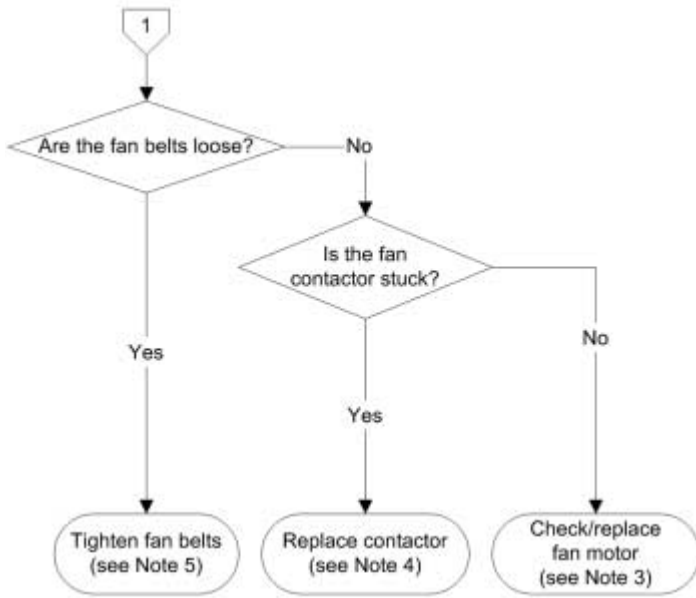 1
Are the fan belts loose?
No
Is the fan
contactor stuck?
Yes
No
Yes
Tighten fan belts
(see Note 5)
Replace contactor
(see Note 4)
Check/replace
fan motor
(see Note 3)